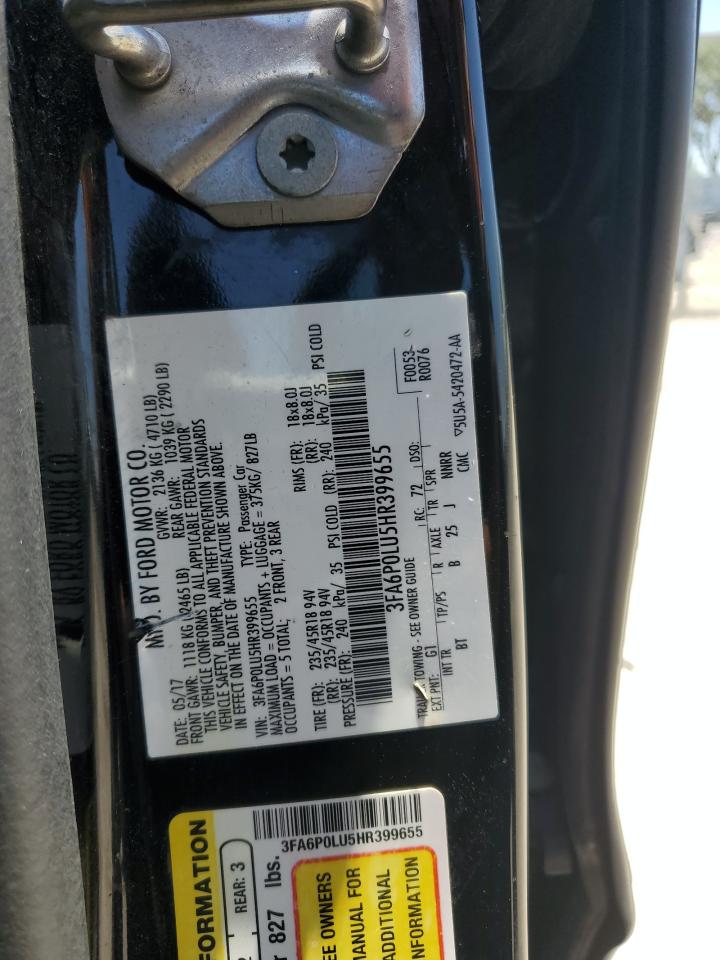 MFD. BY FORD MOTOR CO.
DATE: 05/17 GVWR: 2136 KG ( 4710 LB)
FRONT GAWR: 1118 KG (2465 LB) REAR GAWR: 1039 KG ( 2290 LB)
THIS VEHICLE CONFORMS TO ALL APPLICABLE FEDERAL MOTOR
VEHICLE SAFETY, BUMPER, AND THEFT PREVENTION STANDARDS
IN EFFECT ON THE DATE OF MANUFACTURE SHOWN ABOVE.
VIN: 3FA6P0LU5HR399655 TYPE: Passenger Car
MAXIMUM LOAD = OCCUPANTS + LUGGAGE = 375KG/ 827LB
OCCUPANTS = 5 TOTAL; 2 FRONT, 3 REAR
TIRE (FR): 235/45R18 94V RIMS (FR): 18x8.0J
(RR): 235/45R18 94V (RR): 18x8.0J
PRESSURE (FR): 240 kPa/ 35 PSI COLD (RR): 240 kPa/ 35 PSI COLD
3FA6P0LU5HR399655
TRAILER TOWING - SEE OWNER GUIDE F0053-
EXT PNT: G1 RC: 72 DSO: R0076
INT TR TP/PS R AXLE TR SPR
BT B 25 J NNRR CMC ▽5U5A-5420472-AA
3FA6P0LU5HR399655
FORMATION
REAR: 3
827 lbs.
OWNERS
MANUAL FOR
ADDITIONAL
INFORMATION